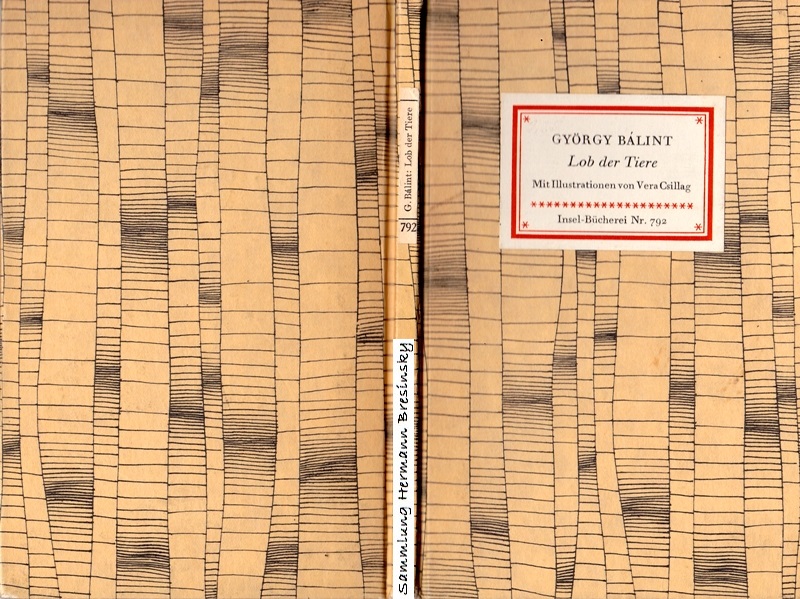 G. Bálint: Lob der Tiere
792
Sammlung Hermann Bresinsky
GYÖRGY BÁLINT
Lob der Tiere
Mit Illustrationen von Vera Csillag
Insel-Bücherei Nr. 792